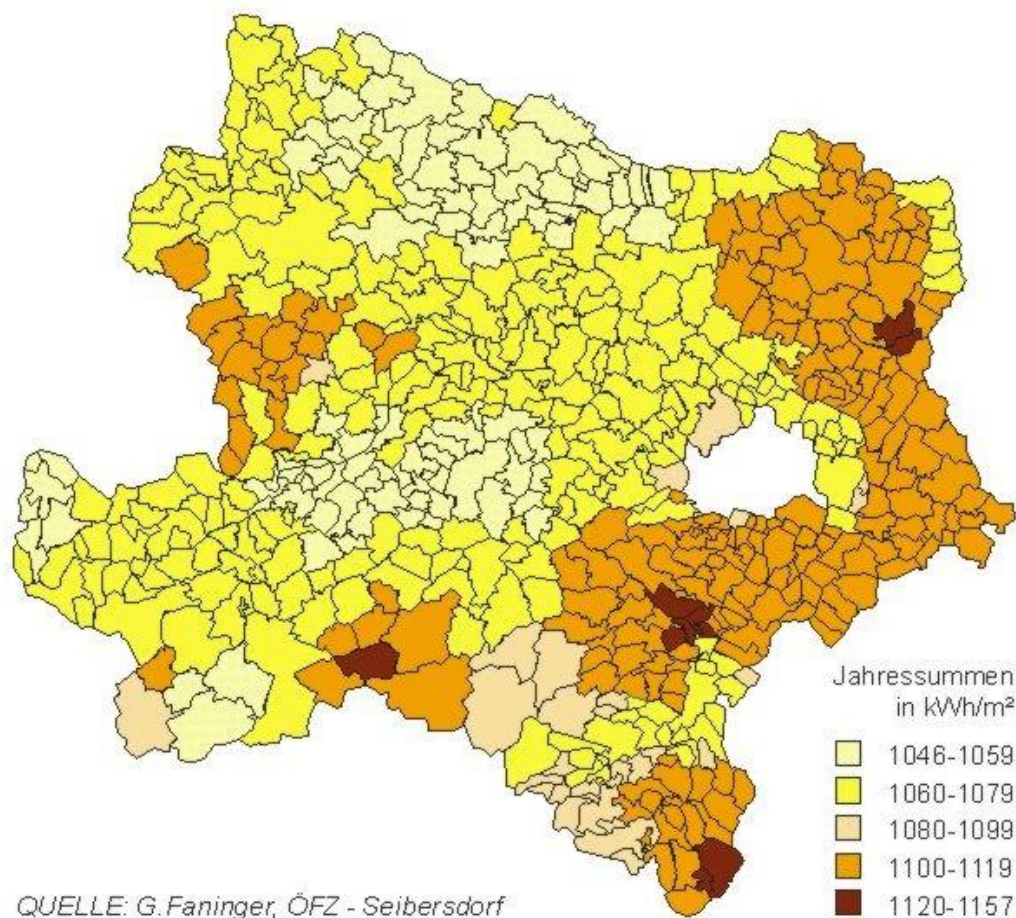 Jahressummen
in kWh/m²
1046-1059
1060-1079
1080-1099
1100-1119
1120-1157
QUELLE: G.Faninger, ÖFZ - Seibersdorf